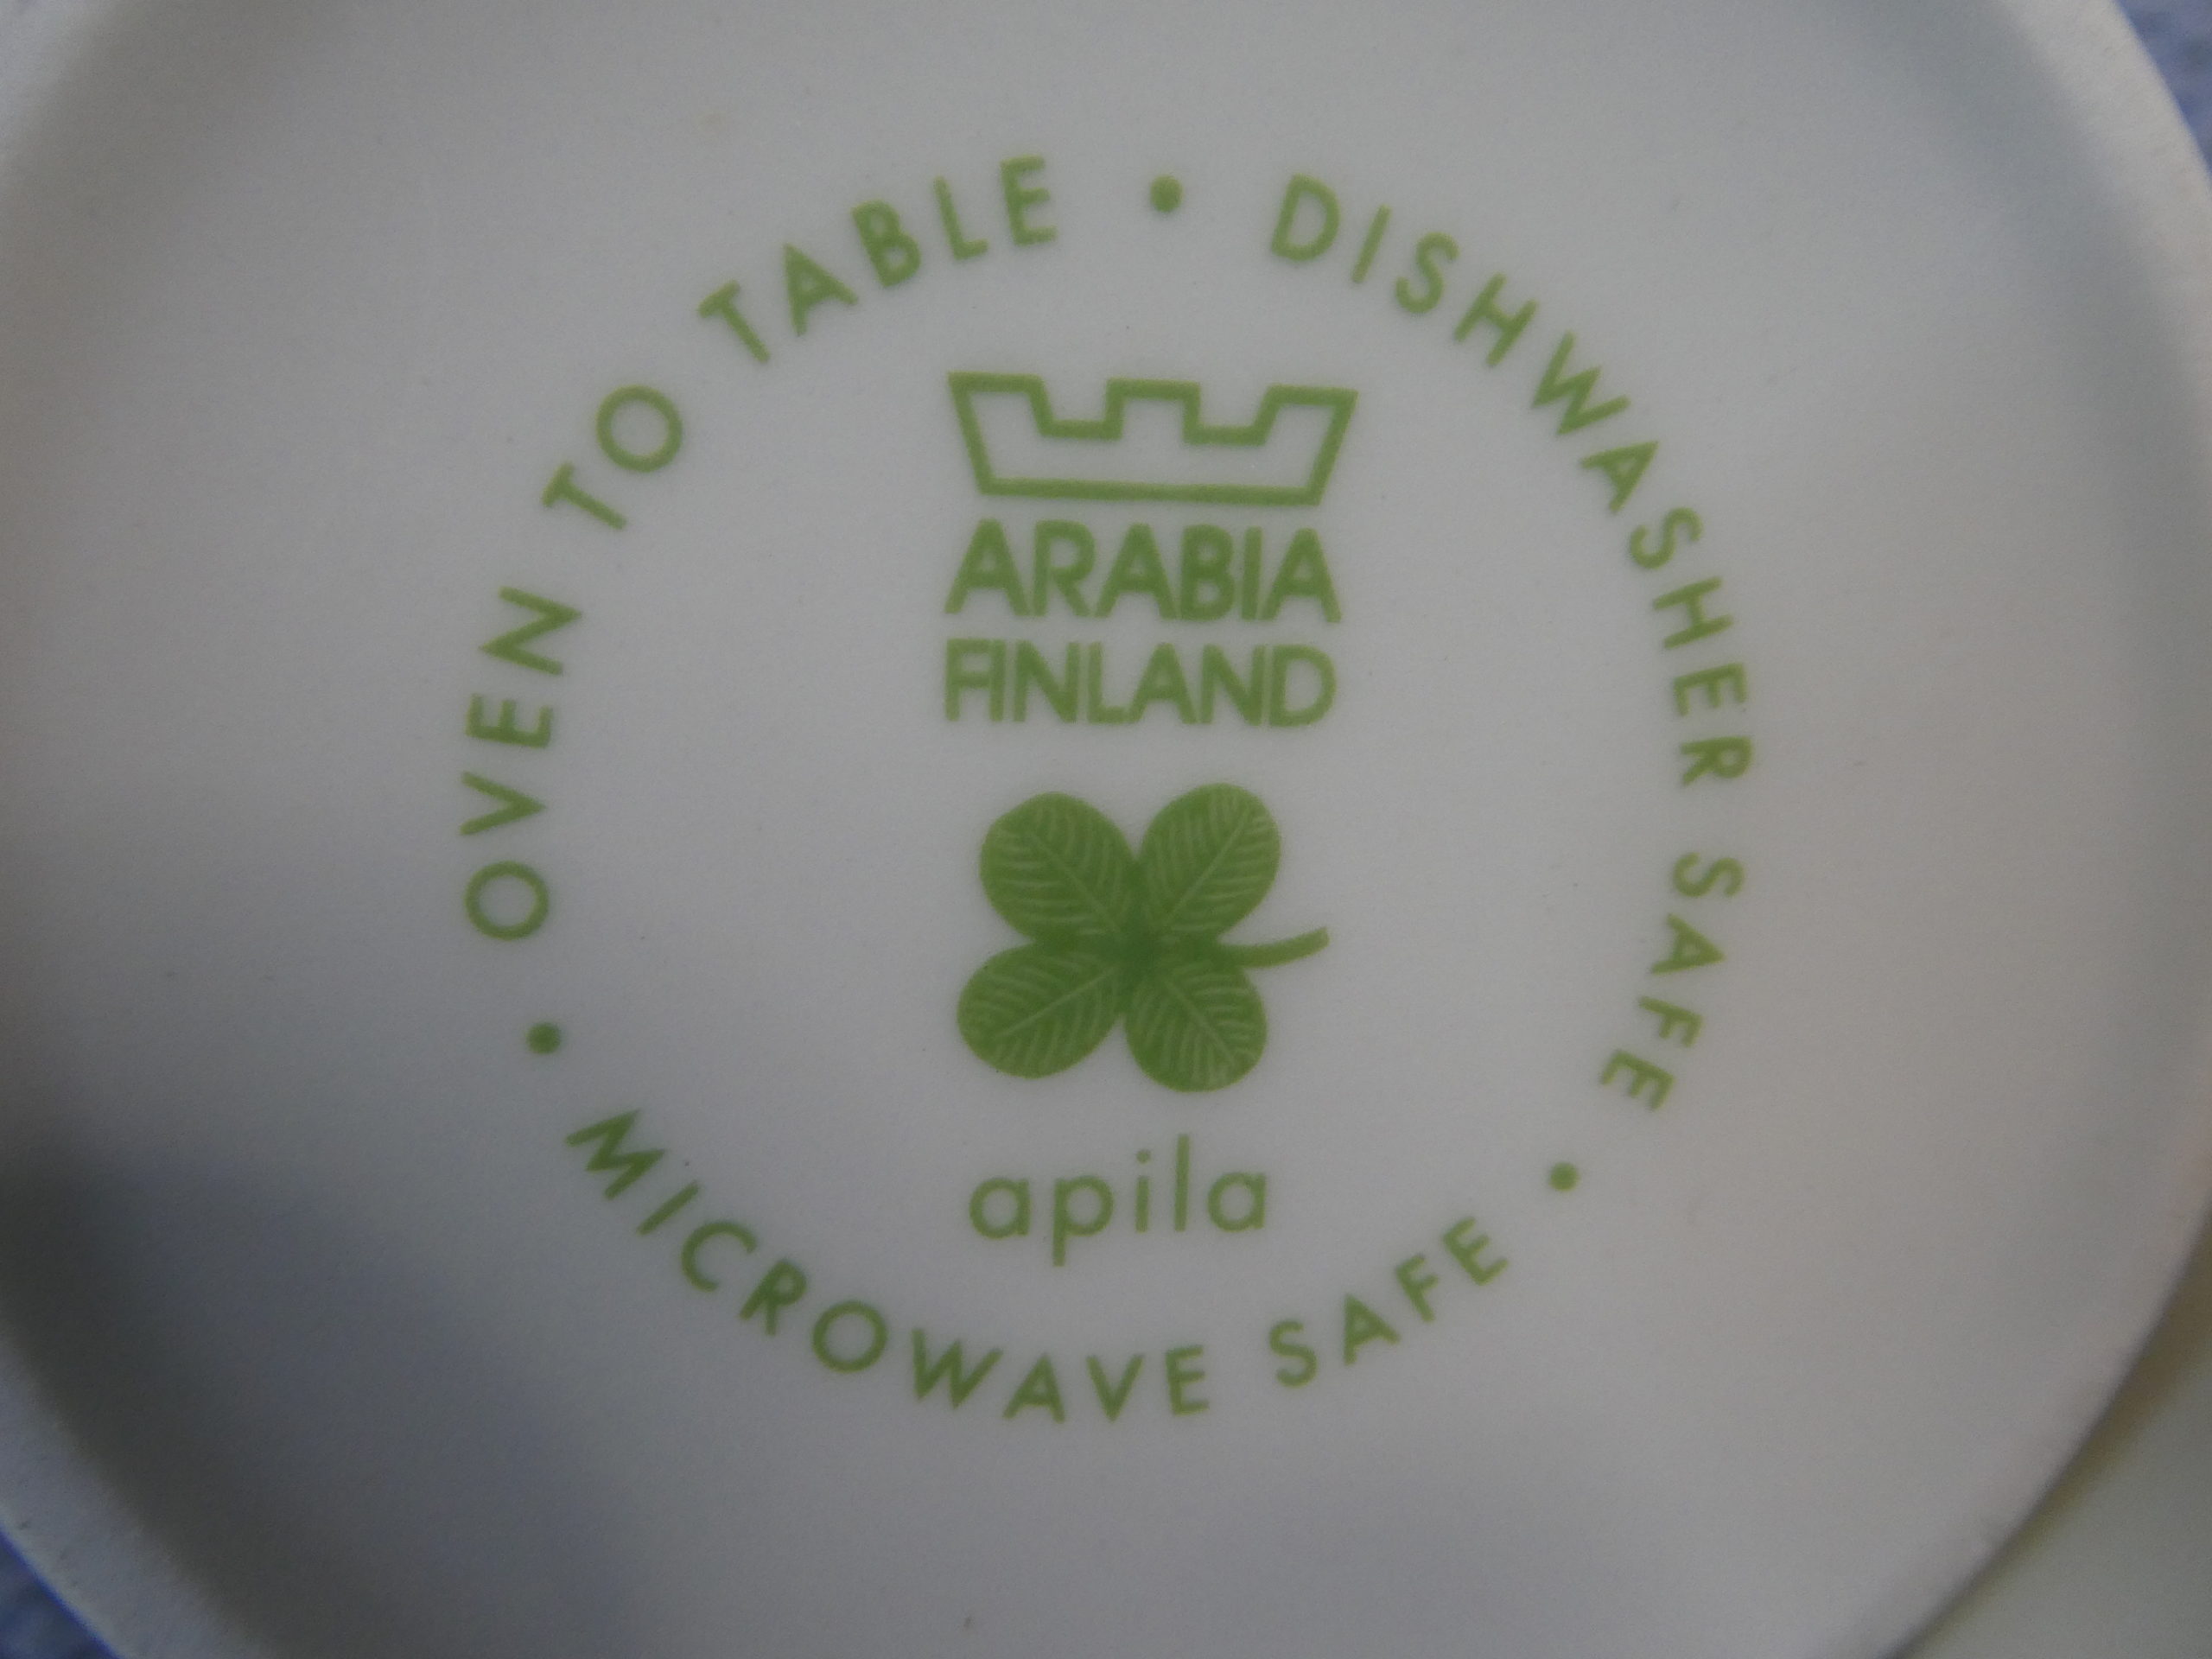 OVEN TO TABLE • DISHWASHER SAFE • MICROWAVE SAFE •
ARABIA
FINLAND
apila